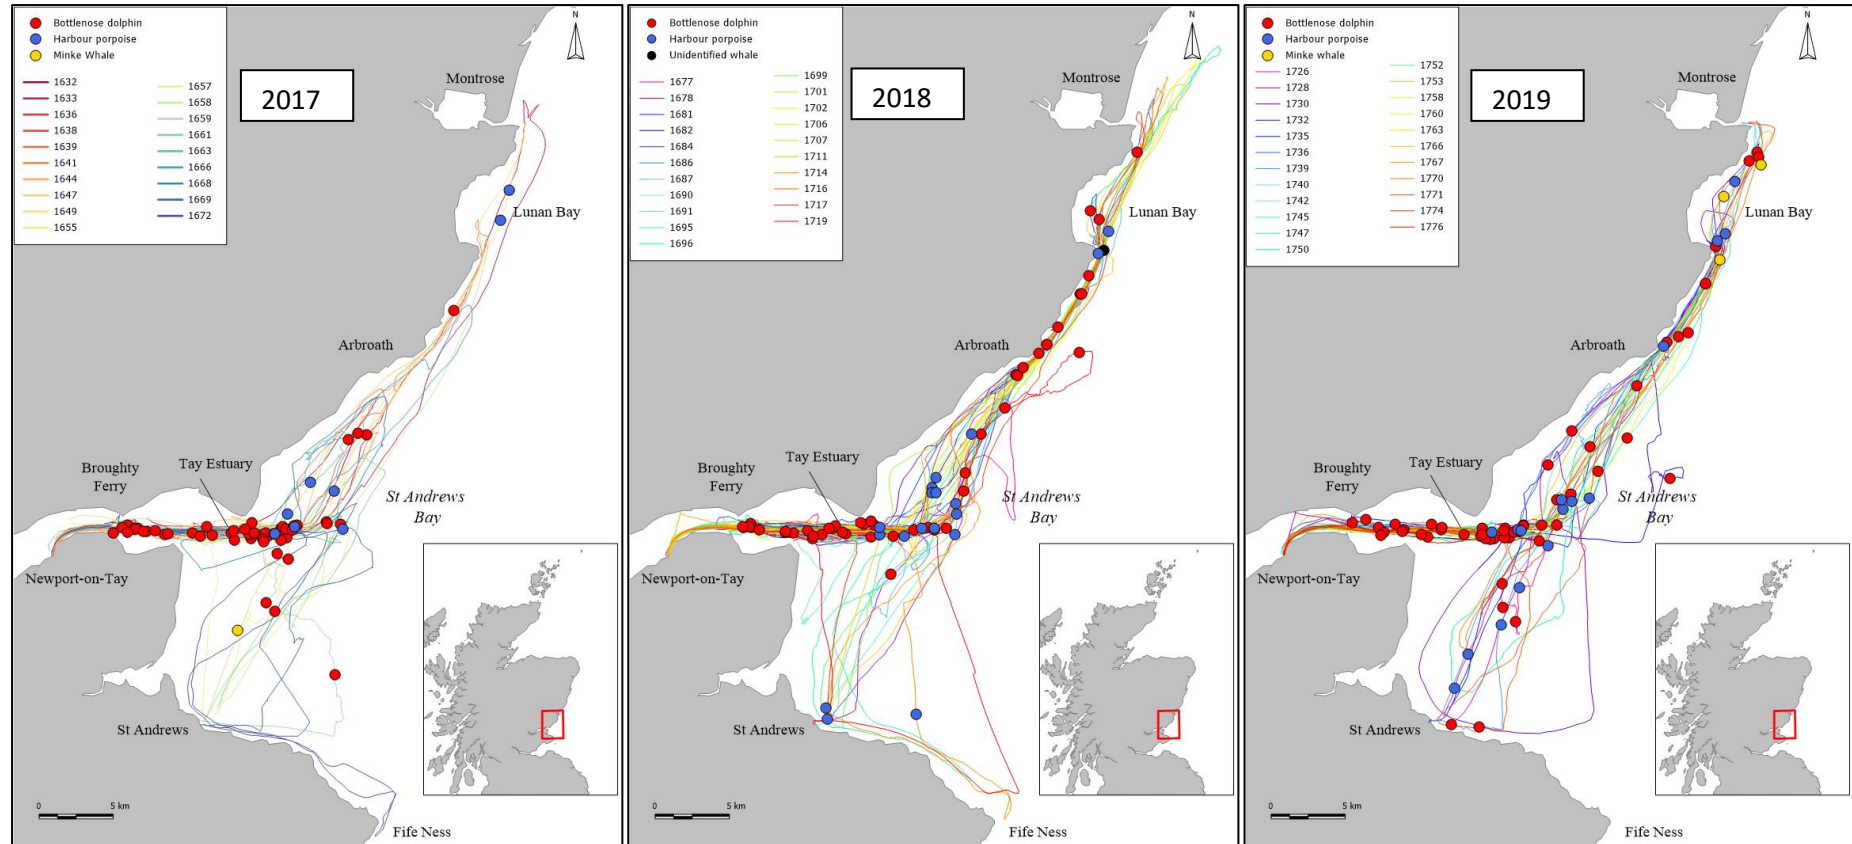 Bottlenose dolphin
Harbour porpoise
Minke Whale
1632
1633
1636
1638
1639
1641
1644
1647
1649
1655
1657
1658
1659
1661
1663
1666
1668
1669
1672
2017
N
Montrose
Lunan Bay
Arbroath
Tay Estuary
Broughty
Ferry
St Andrews
Bay
Newport-on-Tay
St Andrews
Fife Ness
0
5 km
Bottlenose dolphin
Harbour porpoise
Unidentified whale
1677
1678
1681
1682
1684
1686
1687
1690
1691
1695
1696
1699
1701
1702
1706
1707
1711
1714
1716
1717
1719
2018
N
Montrose
Lunan Bay
Arbroath
Tay Estuary
Broughty
Ferry
St Andrews
Bay
Newport-on-Tay
St Andrews
Fife Ness
0
5 km
Bottlenose dolphin
Harbour porpoise
Minke whale
1726
1728
1730
1732
1735
1736
1739
1740
1742
1745
1747
1750
1752
1753
1758
1760
1763
1766
1767
1770
1771
1774
1776
2019
N
Montrose
Lunan Bay
Arbroath
Tay Estuary
Broughty
Ferry
St Andrews
Bay
Newport-on-Tay
St Andrews
Fife Ness
0
5 km